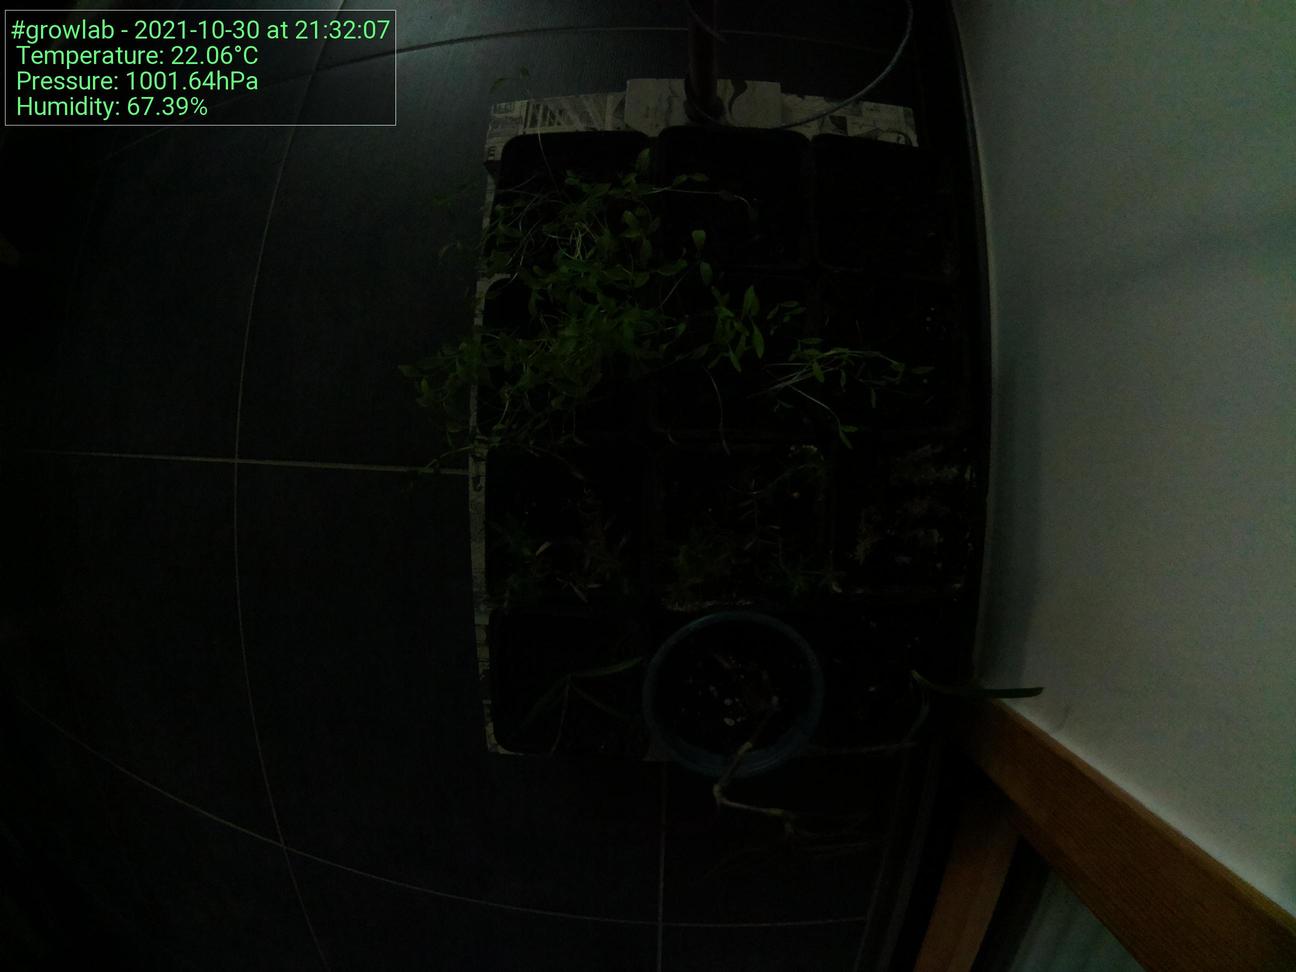 #growlab - 2021-10-30 at 21:32:07
Temperature: 22.06°C
Pressure: 1001.64hPa
Humidity: 67.39%